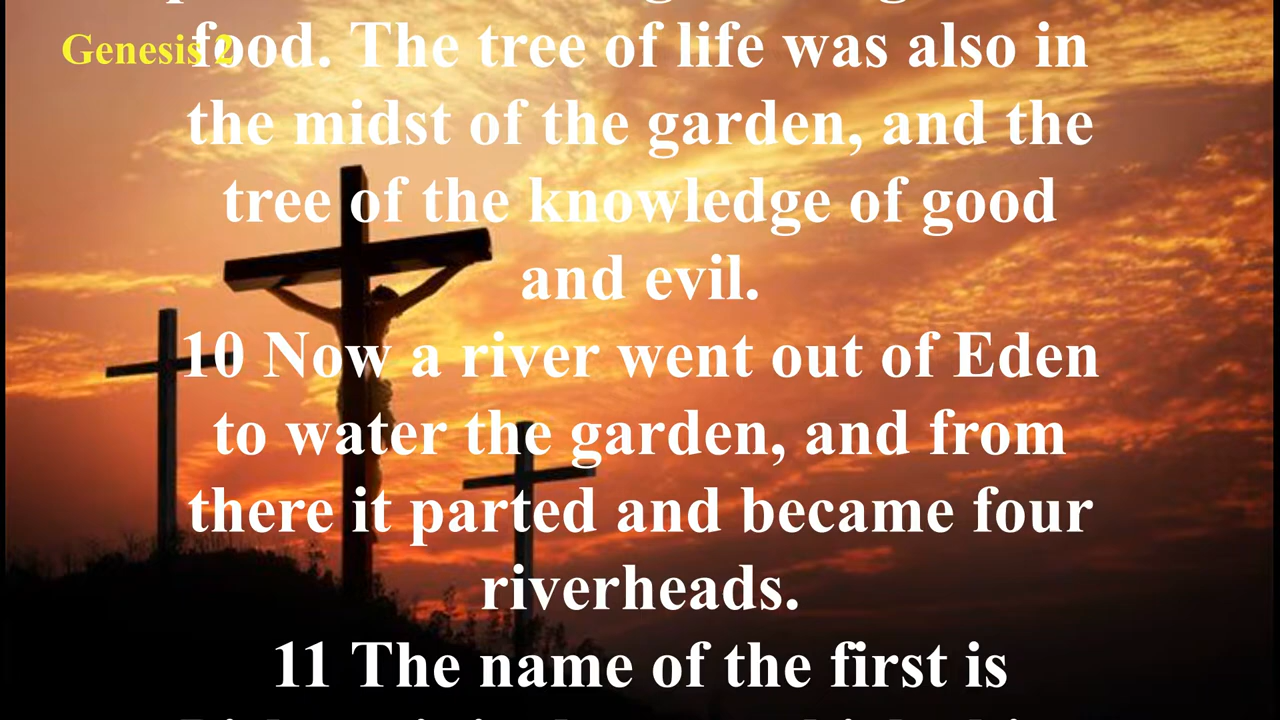 Genesis 2
food. The tree of life was also in
the midst of the garden, and the
tree of the knowledge of good
and evil.
10 Now a river went out of Eden
to water the garden, and from
there it parted and became four
riverheads.
11 The name of the first is